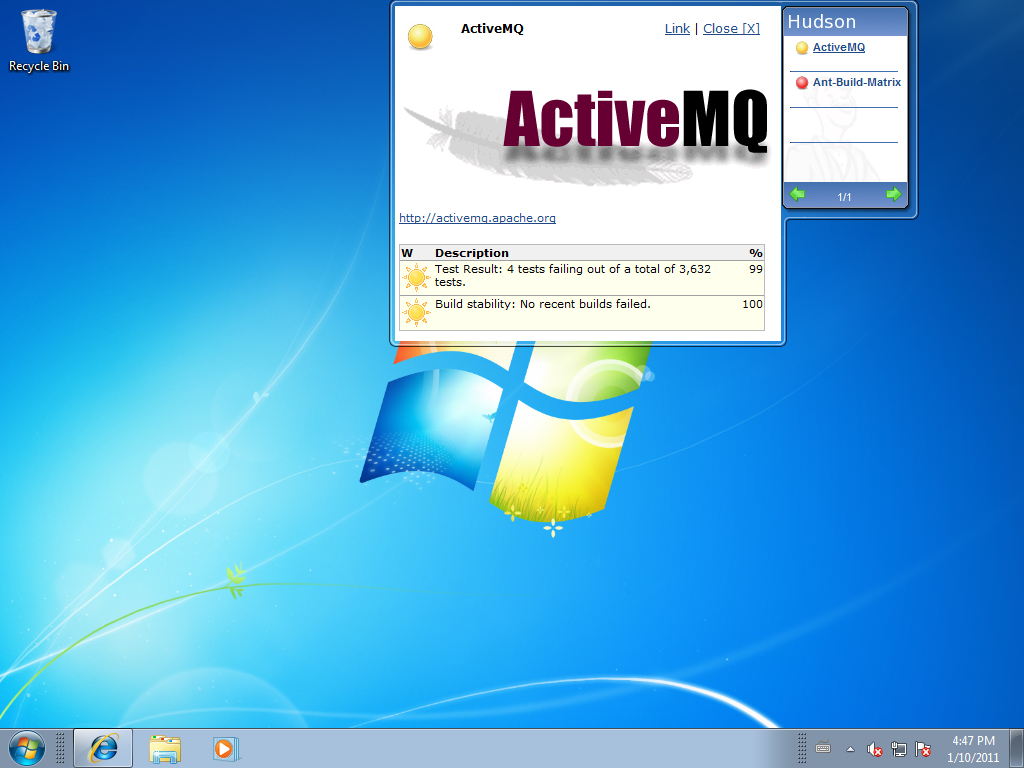 Recycle Bin
ActiveMQ
Link | Close [X]
ActiveMQ
http://activemq.apache.org
W Description %
Test Result: 4 tests failing out of a total of 3,632 99
tests.
Build stability: No recent builds failed. 100
Hudson
ActiveMQ
Ant-Build-Matrix
1/1
4:47 PM
1/10/2011